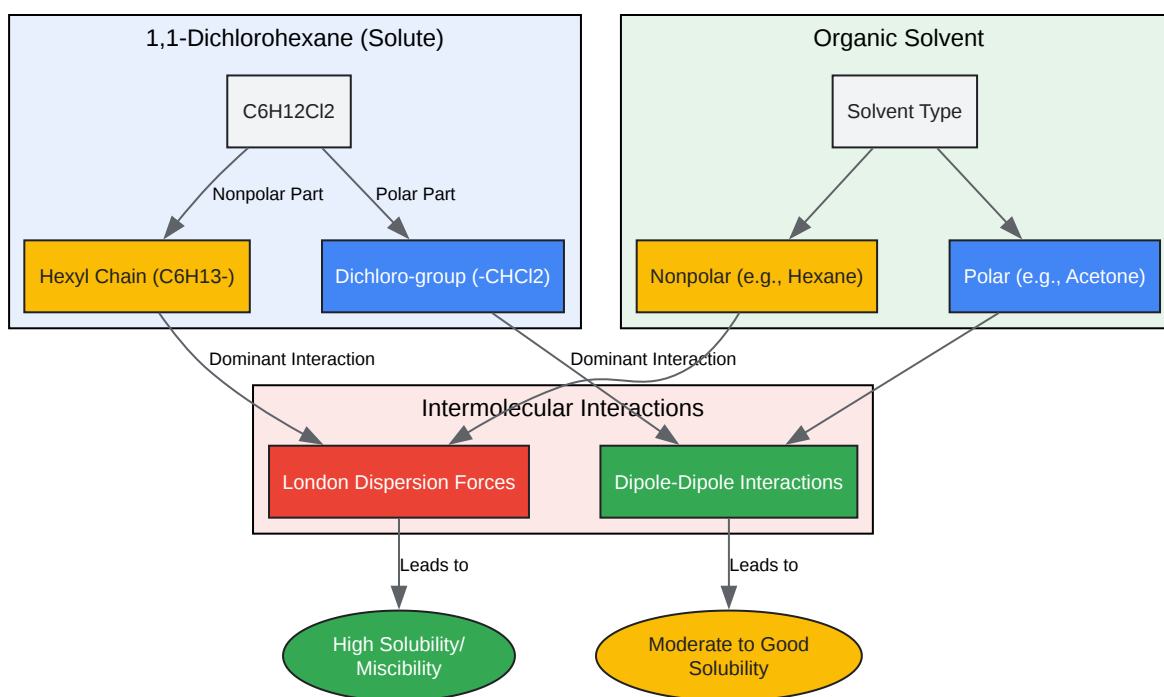 1,1-Dichlorohexane (Solute)
Organic Solvent
C6H12Cl2
Solvent Type
Nonpolar Part
Polar Part
Hexyl Chain (C6H13-)
Dichloro-group (-CHCl2)
Nonpolar (e.g., Hexane)
Polar (e.g., Acetone)
Dominant Interaction
Dominant Interaction
Intermolecular Interactions
London Dispersion Forces
Dipole-Dipole Interactions
Leads to
Leads to
High Solubility/
Miscibility
Moderate to Good
Solubility